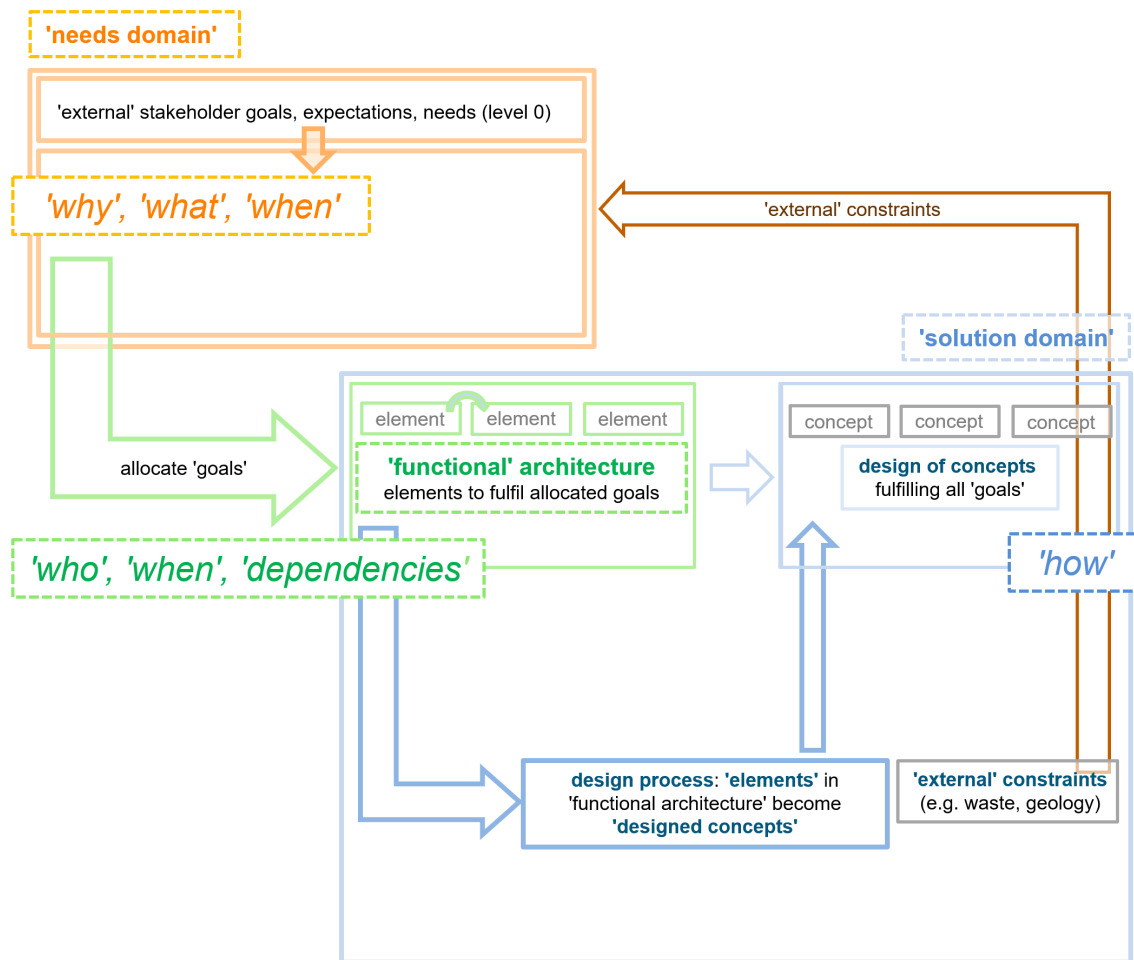 'needs domain'
'external' stakeholder goals, expectations, needs (level 0)
'why', 'what', 'when'
'external' constraints
'solution domain'
element
element
element
concept
concept
concept
allocate 'goals'
'functional' architecture
elements to fulfil allocated goals
design of concepts
fulfilling all 'goals'
'who', 'when', 'dependencies'
'how'
design process: 'elements' in
'functional architecture' become
'designed concepts'
'external' constraints
(e.g. waste, geology)